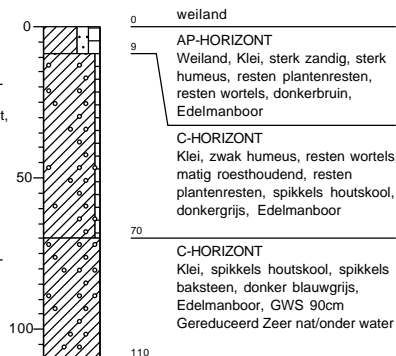 weiland
0
0
9
AP-HORIZONT
Weiland, Klei, sterk zandig, sterk
humeus, resten plantenresten,
resten wortels, donkerbruin,
Edelmanboor
t,
C-HORIZONT
Klei, zwak humeus, resten wortels,
matig roesthoudend, resten
plantenresten, spikkels houtskool,
donkergrijs, Edelmanboor
50
70
C-HORIZONT
Klei, spikkels houtskool, spikkels
baksteen, donker blauwgrijs,
Edelmanboor, GWS 90cm
Gereduceerd Zeer nat/onder water
100
110